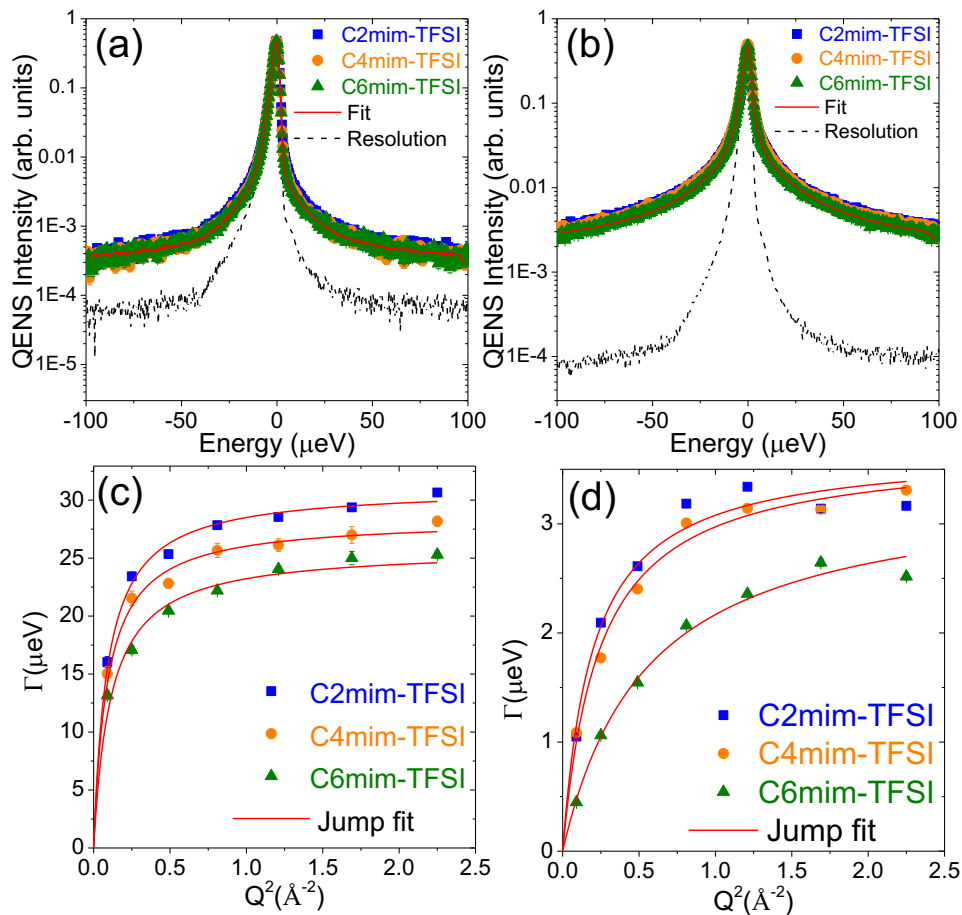 (a)
C2mim-TFSI
C4mim-TFSI
C6mim-TFSI
Fit
Resolution
1
0.1
0.01
1E-3
1E-4
1E-5
QENS Intensity (arb. units)
-100 -50 0 50 100
Energy (μeV)
(b)
C2mim-TFSI
C4mim-TFSI
C6mim-TFSI
Fit
Resolution
1
0.1
0.01
1E-3
1E-4
QENS Intensity (arb. units)
-100 -50 0 50 100
Energy (μeV)
(c)
30
25
20
15
10
5
0
Γ(μeV)
C2mim-TFSI
C4mim-TFSI
C6mim-TFSI
Jump fit
0.0 0.5 1.0 1.5 2.0 2.5
Q²(Å⁻²)
(d)
3
2
1
0
Γ(μeV)
C2mim-TFSI
C4mim-TFSI
C6mim-TFSI
Jump fit
0.0 0.5 1.0 1.5 2.0 2.5
Q²(Å⁻²)